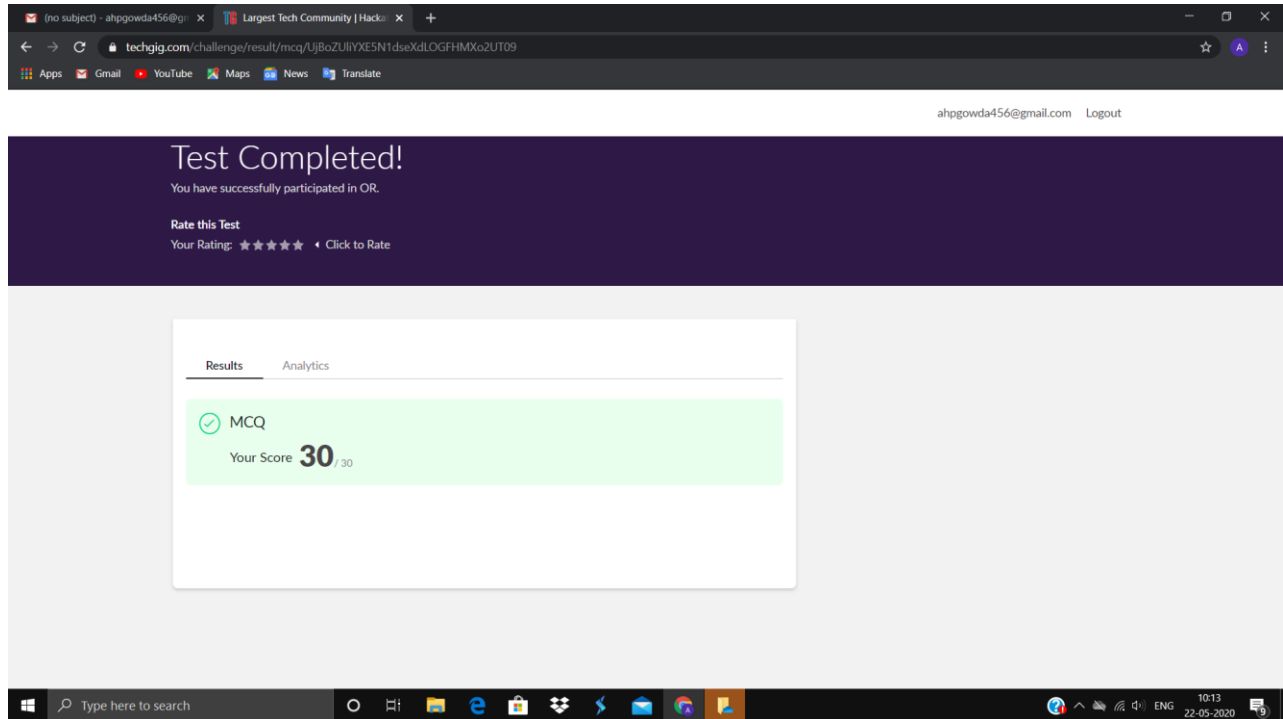 (no subject) - ahpgowda456@gm
Largest Tech Community | Hacka
techgig.com/challenge/result/mcq/UjBoZUliYXE5N1dseXdLOGFHMXo2UT09
A
Apps Gmail YouTube Maps News Translate
ahpgowda456@gmail.com Logout
Test Completed!
You have successfully participated in OR.
Rate this Test
Your Rating: Click to Rate
Results Analytics
MCQ
Your Score 30 / 30
Type here to search
ENG
10:13
22-05-2020
9